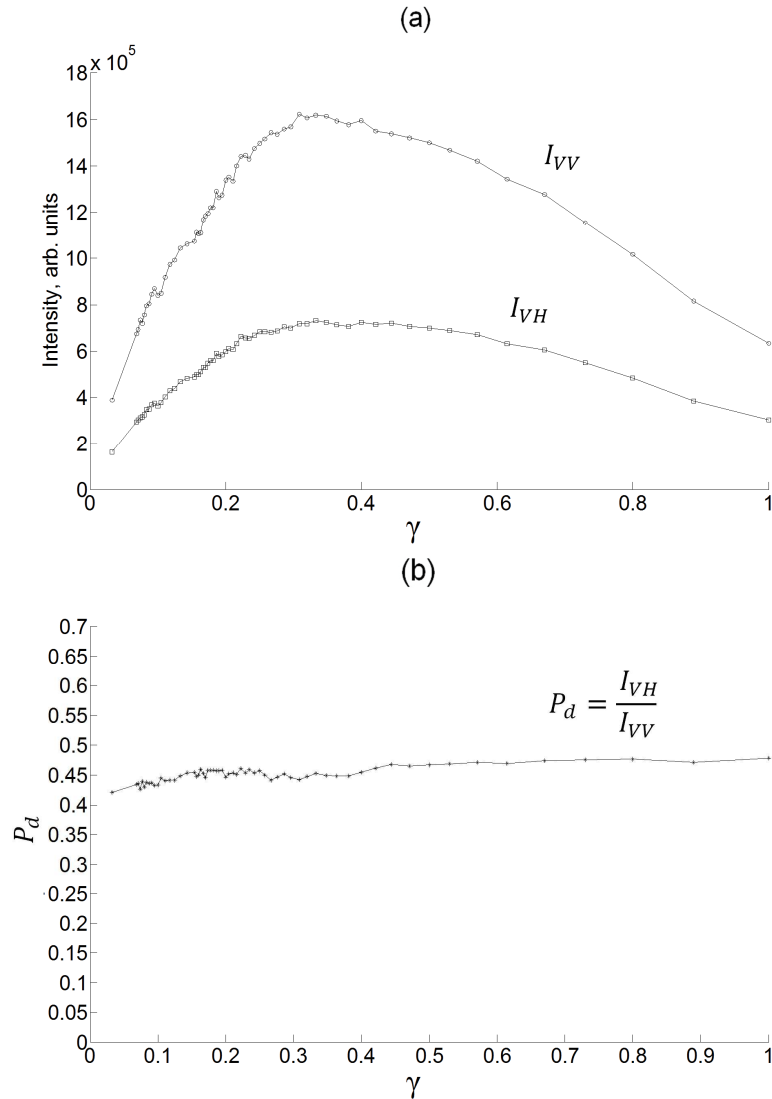 (a)
× 10⁵
18
16
14
12
10
8
6
4
2
0
Intensity, arb. units
I_VV
I_VH
0 0.2 0.4 0.6 0.8 1
γ
(b)
0.7
0.65
0.6
0.55
0.5
0.45
0.4
0.35
0.3
0.25
0.2
0.15
0.1
0.05
0
P_d
P_d = I_VH / I_VV
0 0.1 0.2 0.3 0.4 0.5 0.6 0.7 0.8 0.9 1
γ